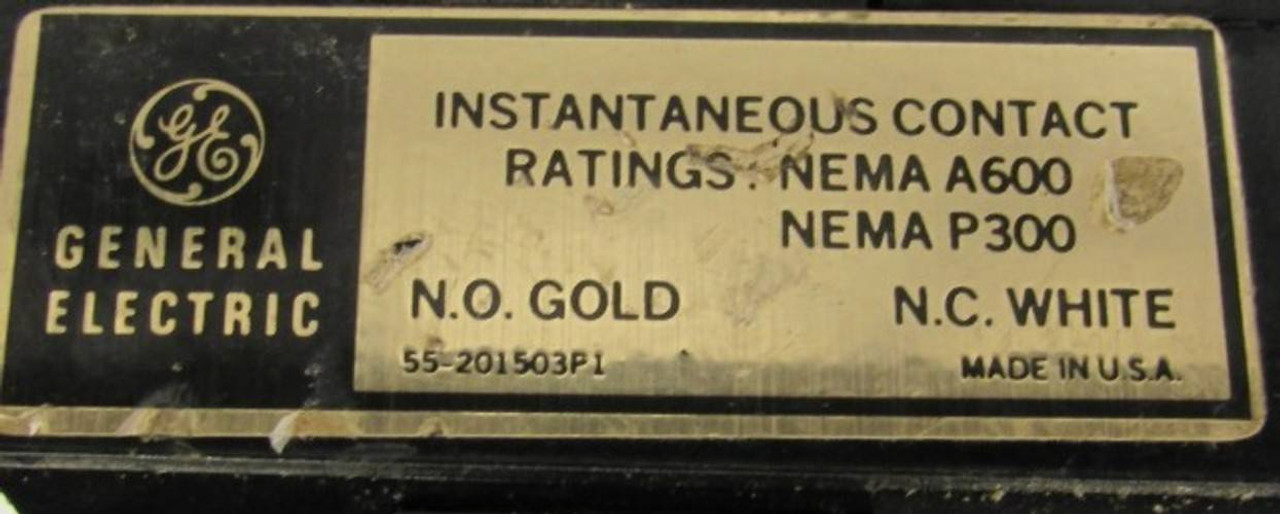 GE
GENERAL
ELECTRIC
INSTANTANEOUS CONTACT
RATINGS: NEMA A600
NEMA P300
N.O. GOLD N.C. WHITE
55-201503P1 MADE IN U.S.A.